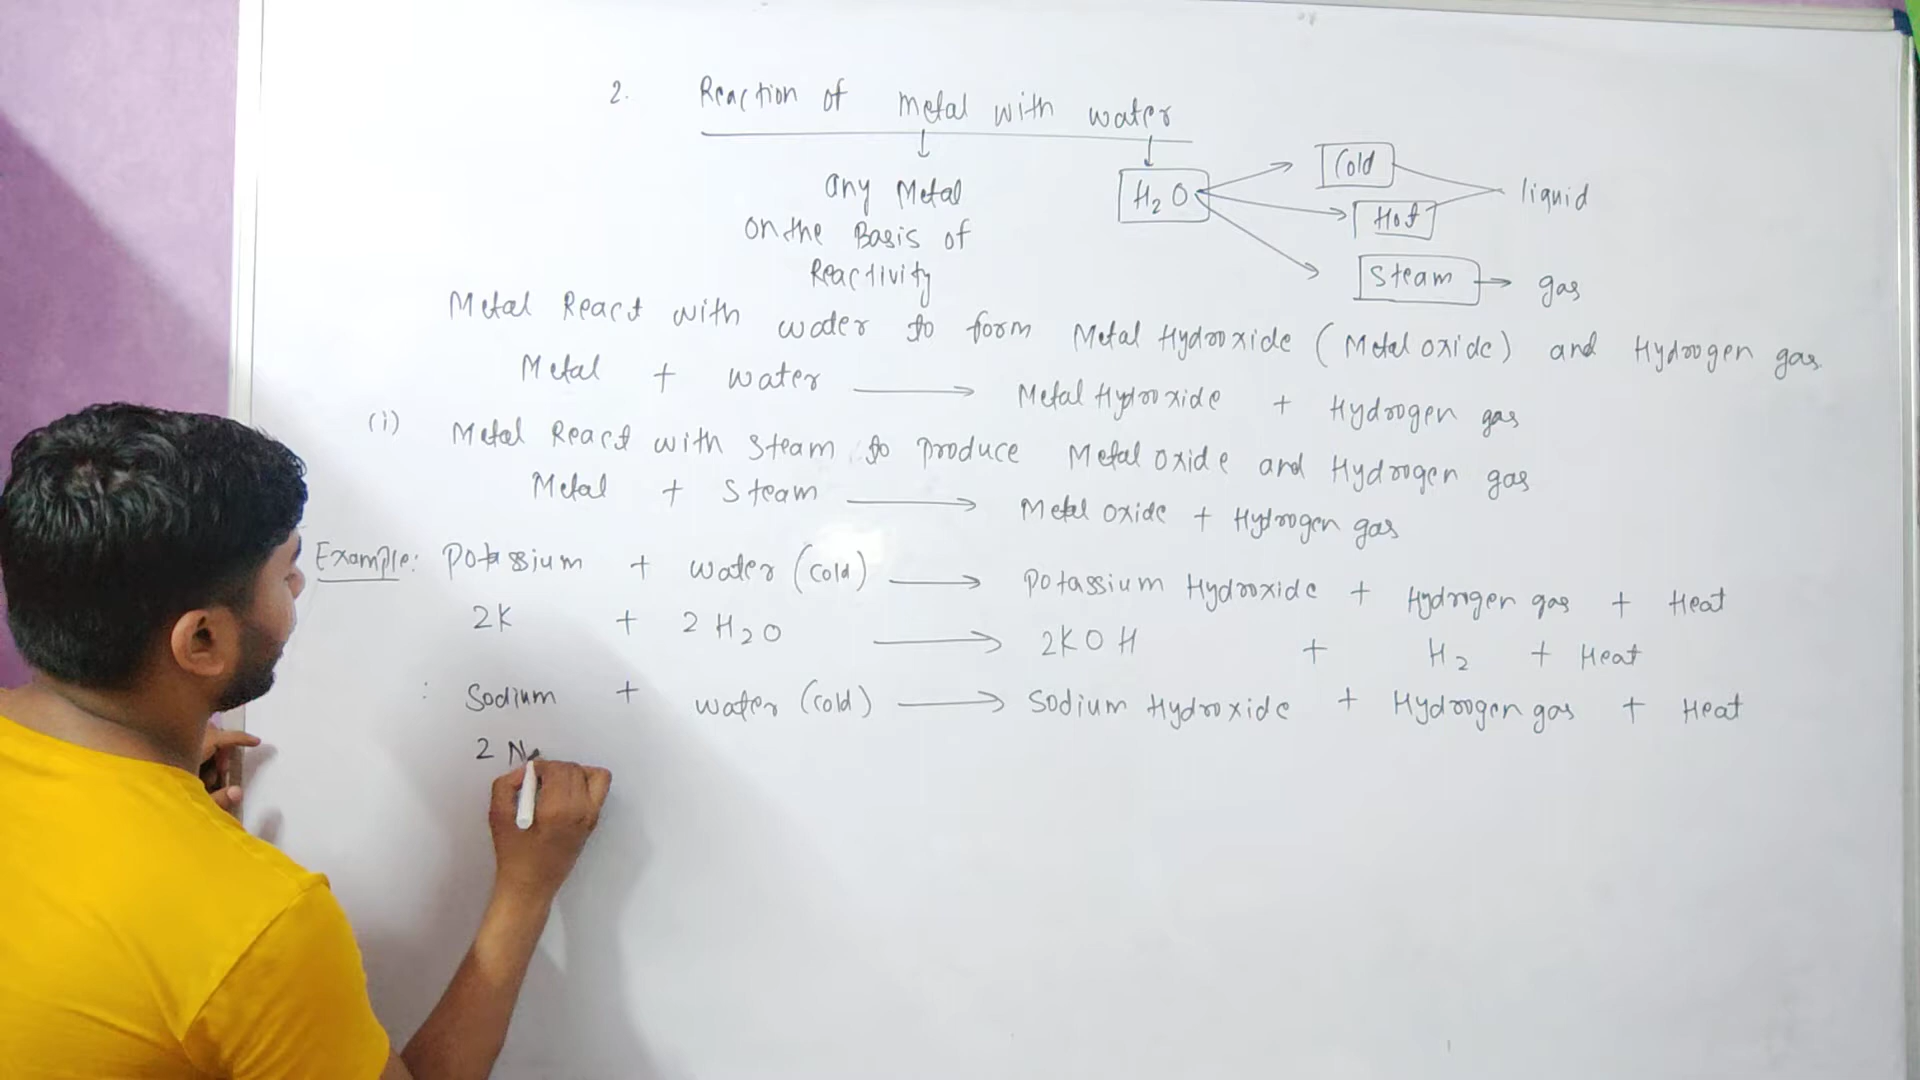 2. Reaction of metal with water
any Metal
on the Basis of
Reactivity
H2O
Cold
Hot
liquid
Steam
gas
Metal React with water to form Metal Hydroxide (Metal oxide) and Hydrogen gas.
Metal + water → Metal Hydroxide + Hydrogen gas
(i) Metal React with steam to produce Metal oxide and Hydrogen gas
Metal + Steam → Metal oxide + Hydrogen gas
Example: Potassium + water (cold) → Potassium Hydroxide + Hydrogen gas + Heat
2K + 2H2O → 2KOH + H2 + Heat
: Sodium + water (cold) → Sodium Hydroxide + Hydrogen gas + Heat
2 N